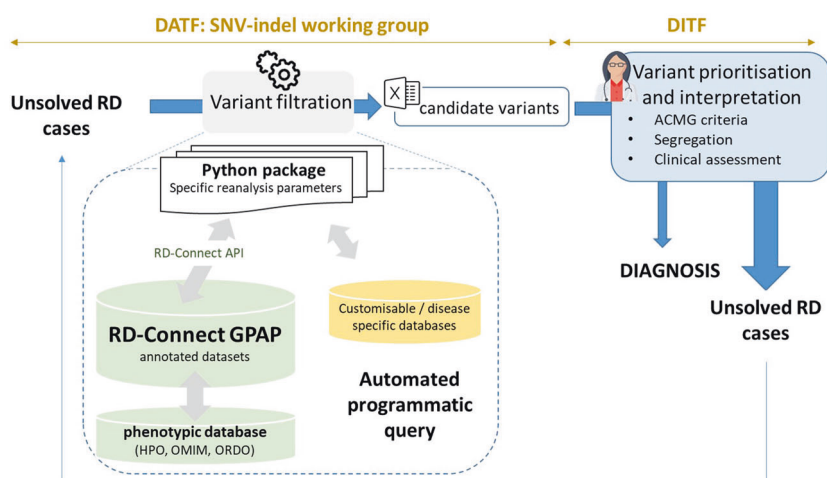 DATF: SNV-indel working group
DITF
Unsolved RD
cases
Variant filtration
X
candidate variants
Variant prioritisation
and interpretation
• ACMG criteria
• Segregation
• Clinical assessment
Python package
Specific reanalysis parameters
RD-Connect API
RD-Connect GPAP
annotated datasets
Customisable / disease
specific databases
Automated
programmatic
query
phenotypic database
(HPO, OMIM, ORDO)
DIAGNOSIS
Unsolved RD
cases